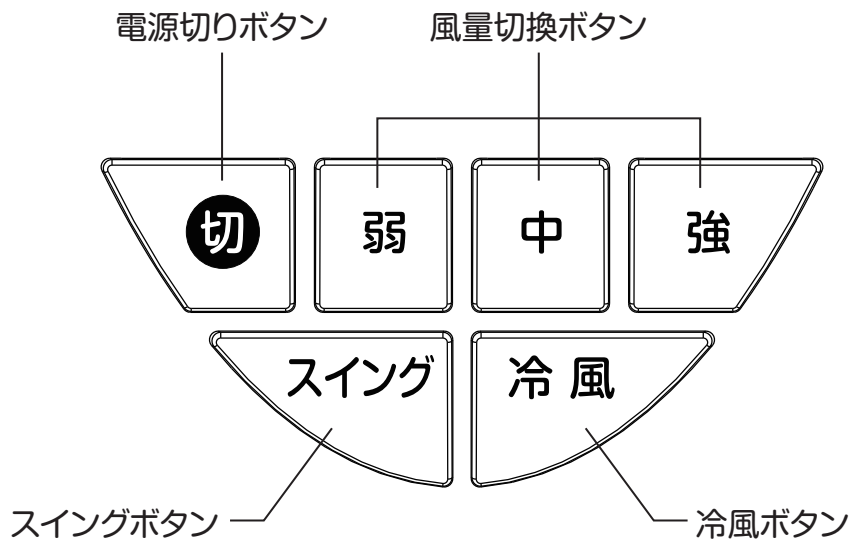 電源切りボタン
風量切換ボタン
切
弱
中
強
スイング
冷風
スイングボタン
冷風ボタン